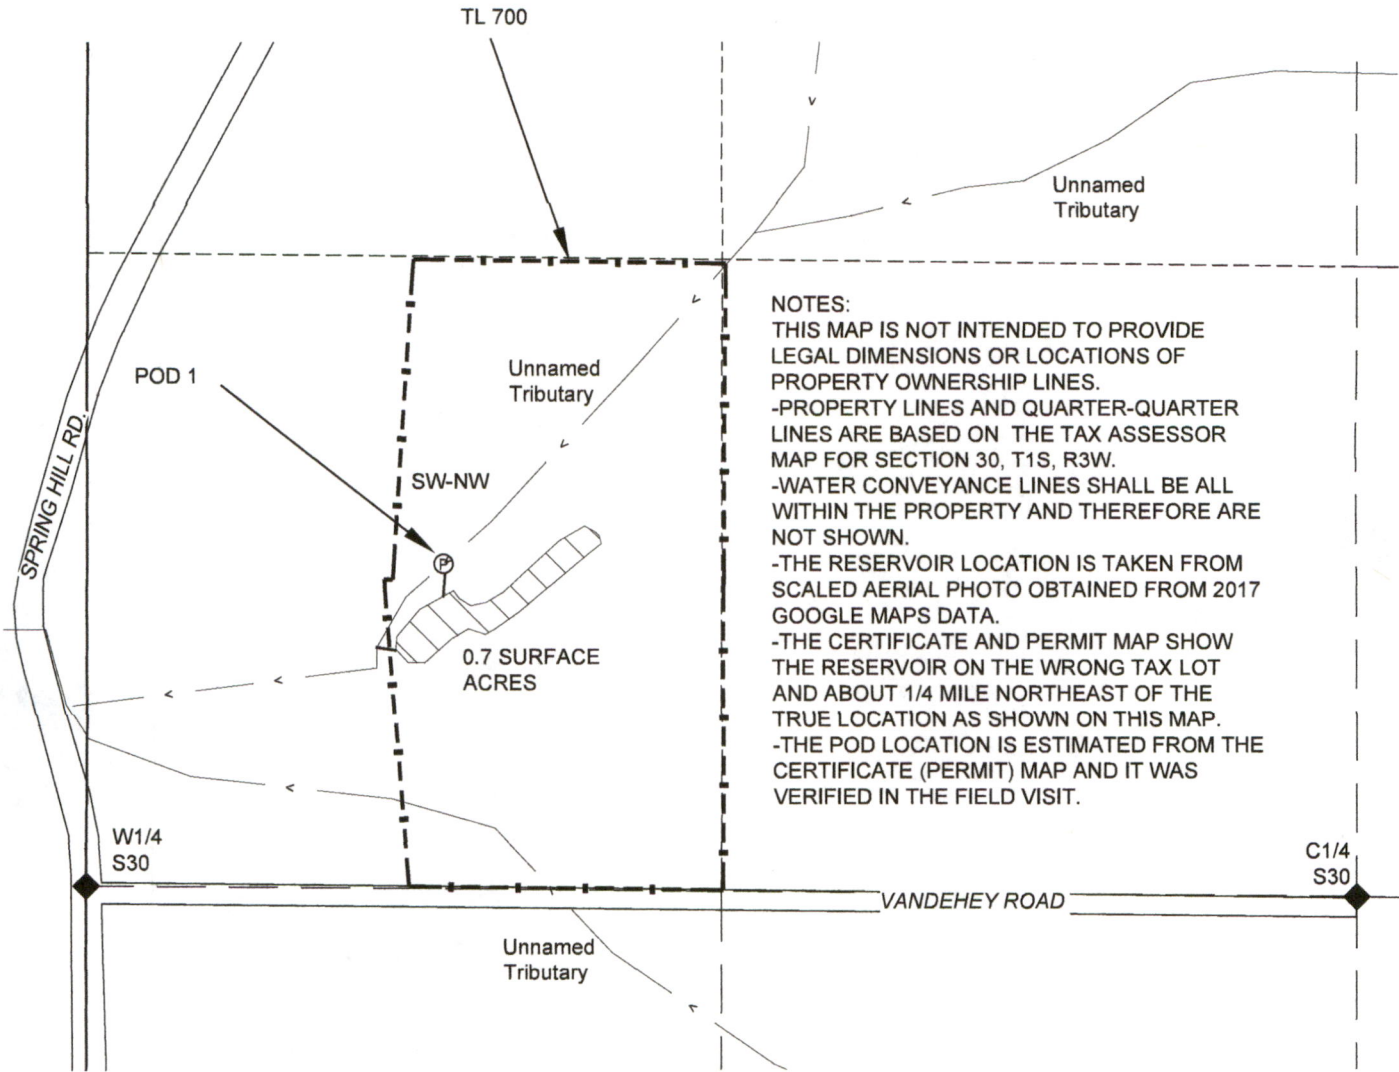 TL 700
Unnamed
Tributary
POD 1
Unnamed
Tributary
SPRING HILL RD.
SW-NW
P
0.7 SURFACE
ACRES
NOTES:
THIS MAP IS NOT INTENDED TO PROVIDE
LEGAL DIMENSIONS OR LOCATIONS OF
PROPERTY OWNERSHIP LINES.
-PROPERTY LINES AND QUARTER-QUARTER
LINES ARE BASED ON THE TAX ASSESSOR
MAP FOR SECTION 30, T1S, R3W.
-WATER CONVEYANCE LINES SHALL BE ALL
WITHIN THE PROPERTY AND THEREFORE ARE
NOT SHOWN.
-THE RESERVOIR LOCATION IS TAKEN FROM
SCALED AERIAL PHOTO OBTAINED FROM 2017
GOOGLE MAPS DATA.
-THE CERTIFICATE AND PERMIT MAP SHOW
THE RESERVOIR ON THE WRONG TAX LOT
AND ABOUT 1/4 MILE NORTHEAST OF THE
TRUE LOCATION AS SHOWN ON THIS MAP.
-THE POD LOCATION IS ESTIMATED FROM THE
CERTIFICATE (PERMIT) MAP AND IT WAS
VERIFIED IN THE FIELD VISIT.
W1/4
S30
C1/4
S30
VANDEHEY ROAD
Unnamed
Tributary